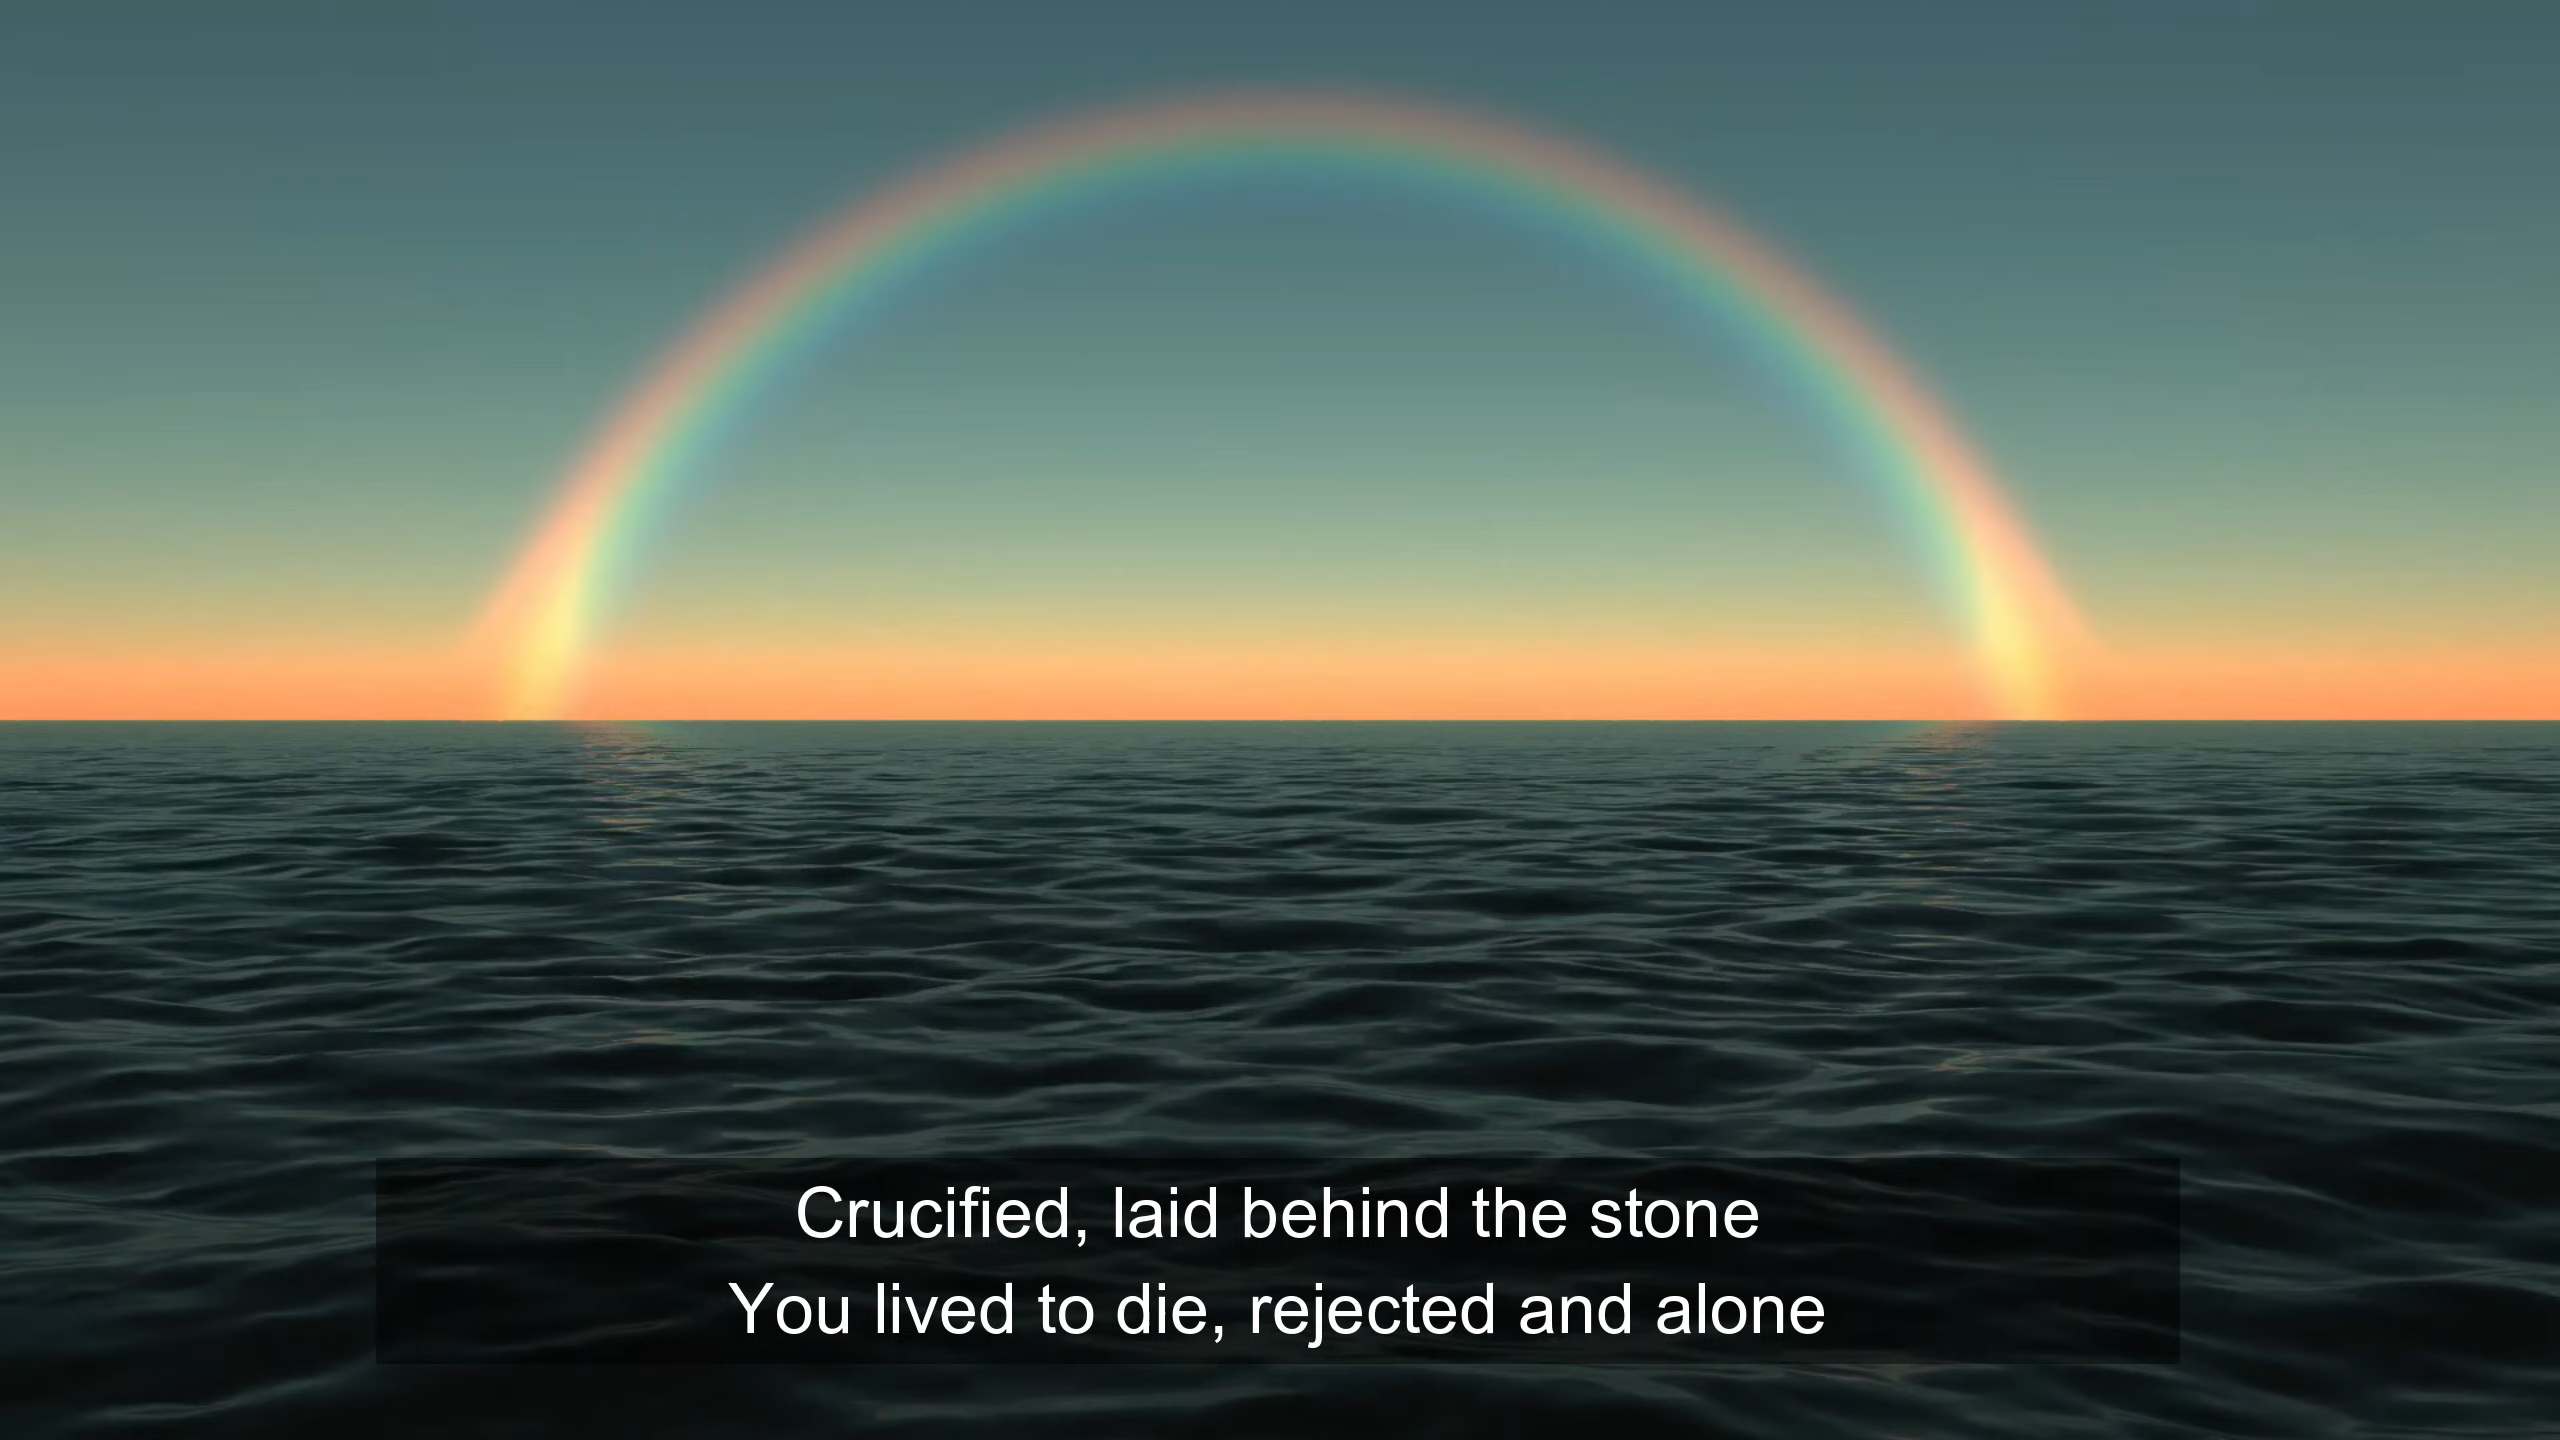 Crucified, laid behind the stone
You lived to die, rejected and alone